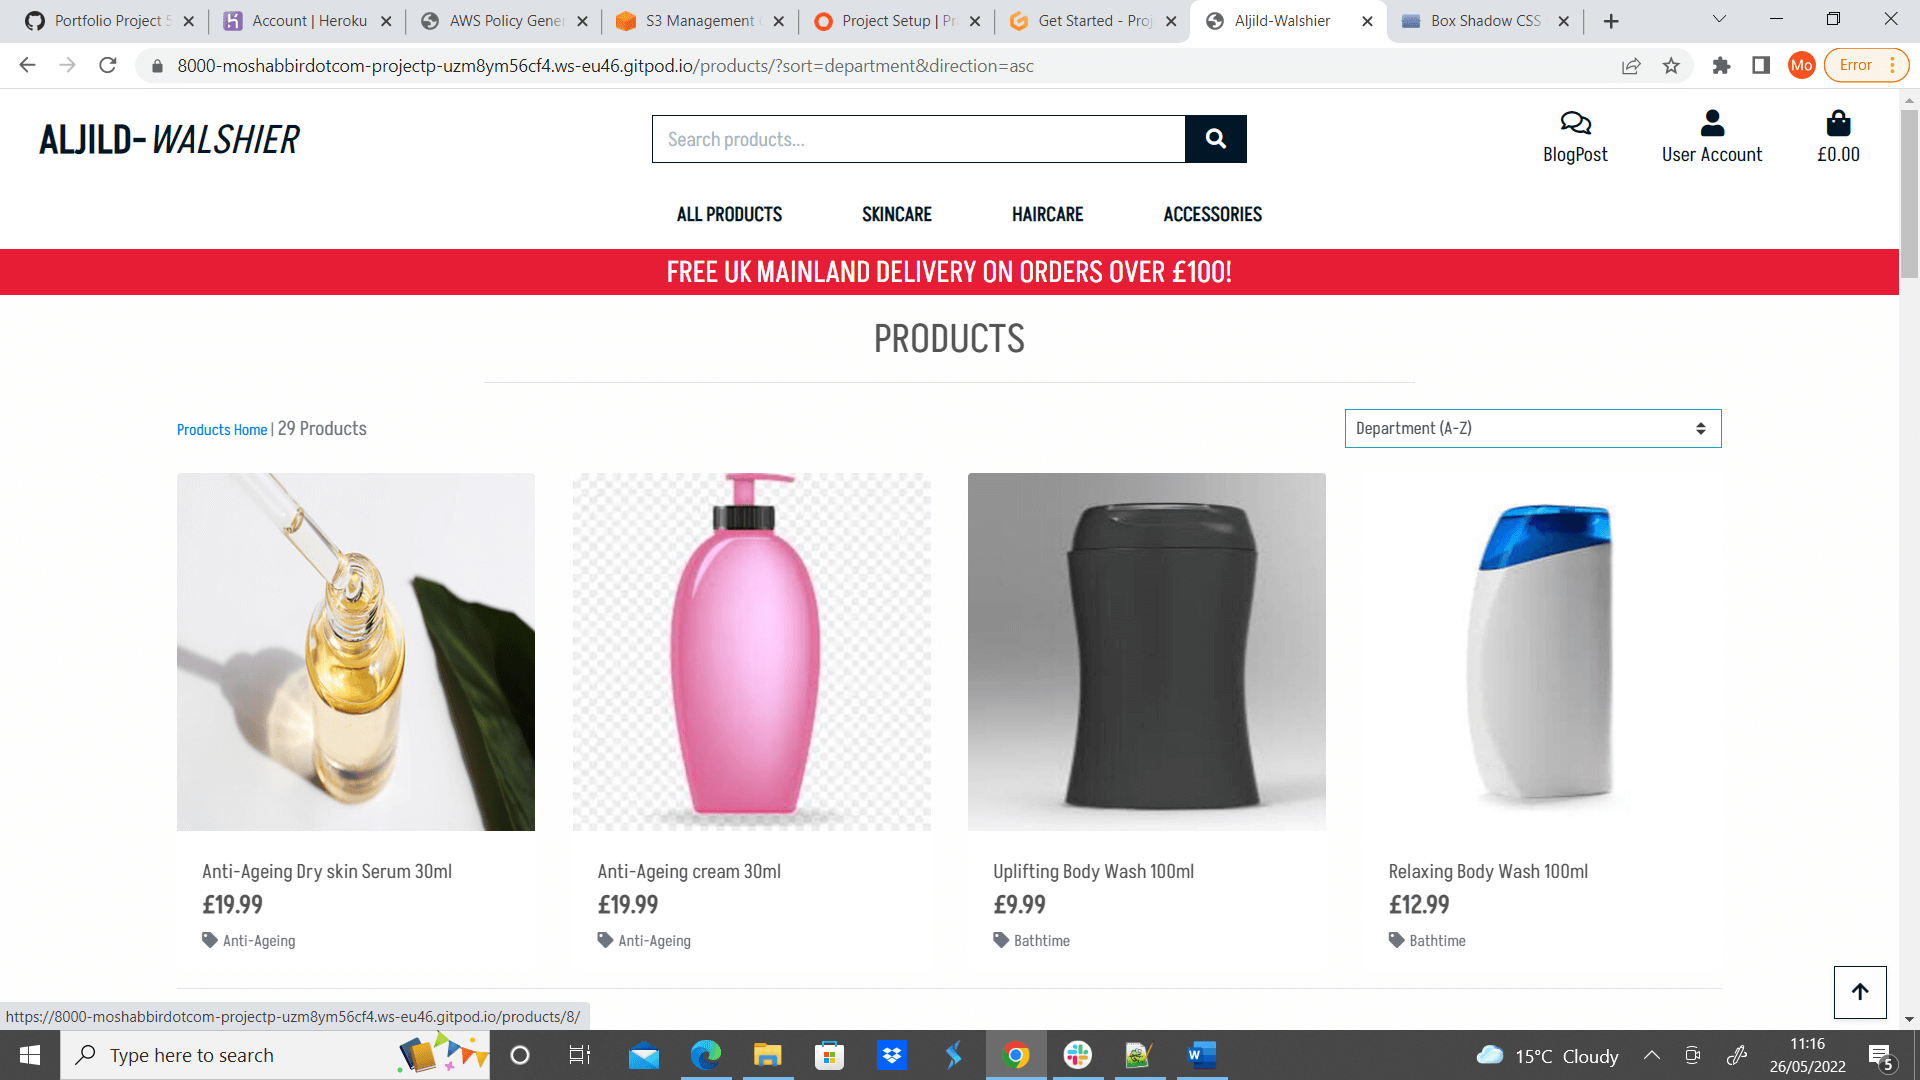 Portfolio Project 5
Account | Heroku
AWS Policy Gener
S3 Management C
Project Setup | Pr
Get Started - Proj
Aljild-Walshier
Box Shadow CSS
8000-moshabbirdotcom-projectp-uzm8ym56cf4.ws-eu46.gitpod.io/products/?sort=department&direction=asc
Mo
Error
ALJILD-WALSHIER
Search products...
BlogPost
User Account
£0.00
ALL PRODUCTS
SKINCARE
HAIRCARE
ACCESSORIES
FREE UK MAINLAND DELIVERY ON ORDERS OVER £100!
PRODUCTS
Products Home | 29 Products
Department (A-Z)
Anti-Ageing Dry skin Serum 30ml
£19.99
Anti-Ageing
Anti-Ageing cream 30ml
£19.99
Anti-Ageing
Uplifting Body Wash 100ml
£9.99
Bathtime
Relaxing Body Wash 100ml
£12.99
Bathtime
https://8000-moshabbirdotcom-projectp-uzm8ym56cf4.ws-eu46.gitpod.io/products/8/
Type here to search
15°C Cloudy
11:16
26/05/2022
5